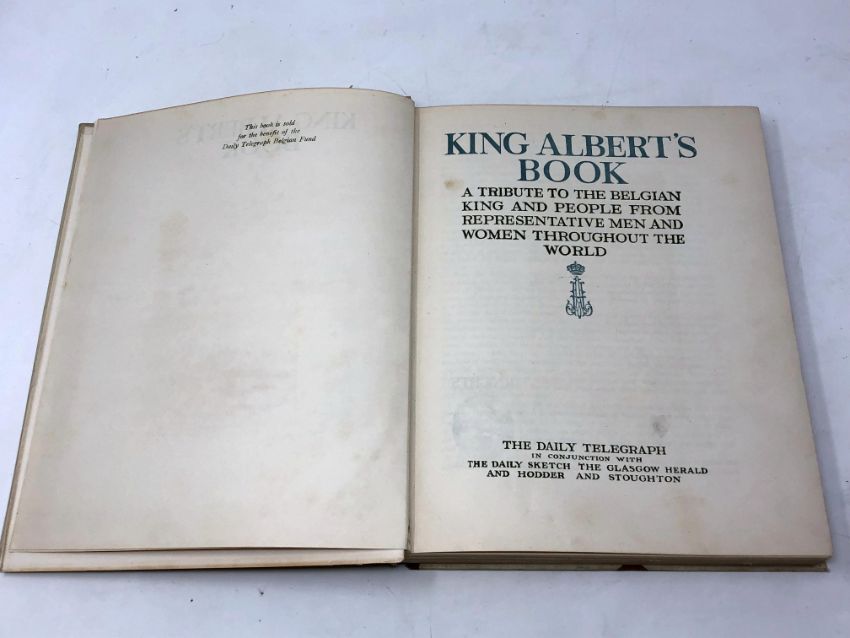 This book is sold
for the benefit of the
Daily Telegraph Belgian Fund
KING ALBERT'S
BOOK
A TRIBUTE TO THE BELGIAN
KING AND PEOPLE FROM
REPRESENTATIVE MEN AND
WOMEN THROUGHOUT THE
WORLD
THE DAILY TELEGRAPH
IN CONJUNCTION WITH
THE DAILY SKETCH THE GLASGOW HERALD
AND HODDER AND STOUGHTON